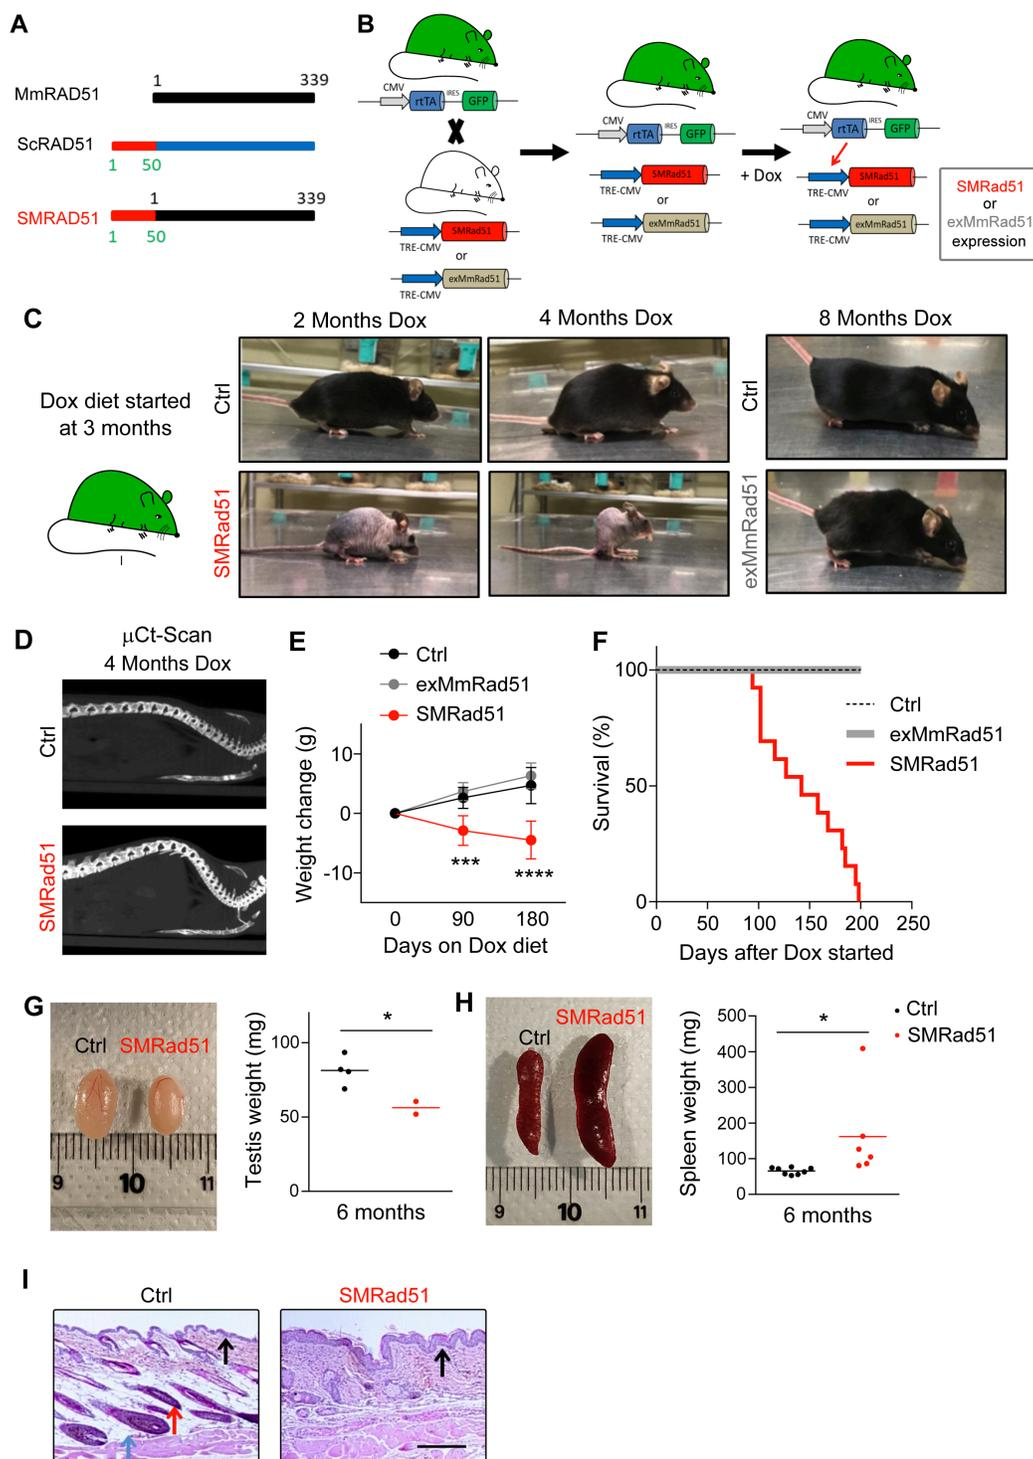 A
MmRAD51
1 339
ScRAD51
1 50
SMRAD51
1 339
1 50
B
CMV
rtTA
IRES
GFP
TRE-CMV
SMRad51
or
TRE-CMV
exMmRad51
CMV
rtTA
IRES
GFP
TRE-CMV
SMRad51
or
TRE-CMV
exMmRad51
+ Dox
CMV
rtTA
IRES
GFP
TRE-CMV
SMRad51
or
TRE-CMV
exMmRad51
SMRad51
or
exMmRad51
expression
C
Dox diet started
at 3 months
2 Months Dox
4 Months Dox
8 Months Dox
Ctrl
Ctrl
SMRad51
exMmRad51
D
μCt-Scan
4 Months Dox
Ctrl
SMRad51
E
Ctrl
exMmRad51
SMRad51
Weight change (g)
10
0
-10
***
****
0 90 180
Days on Dox diet
F
Survival (%)
100
50
0
Ctrl
exMmRad51
SMRad51
0 50 100 150 200 250
Days after Dox started
G
Ctrl SMRad51
9 10 11
Testis weight (mg)
100
50
0
*
6 months
H
SMRad51
Ctrl
9 10 11
Spleen weight (mg)
500
400
300
200
100
0
*
Ctrl
SMRad51
6 months
I
Ctrl
SMRad51